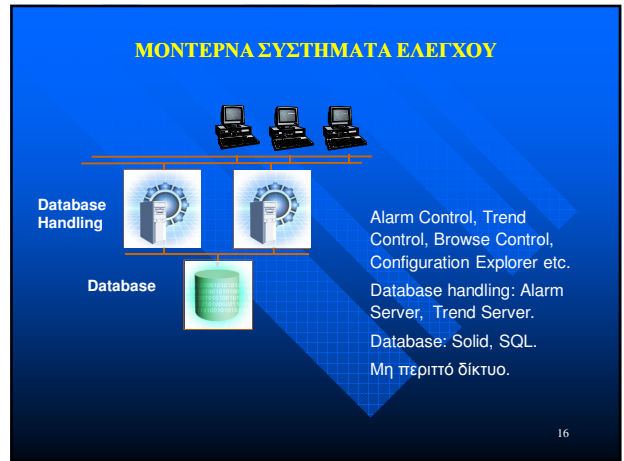 ΜΟΝΤΕΡΝΑ ΣΥΣΤΗΜΑΤΑ ΕΛΕΓΧΟΥ
Database
Handling
Database
Alarm Control, Trend
Control, Browse Control,
Configuration Explorer etc.
Database handling: Alarm
Server, Trend Server.
Database: Solid, SQL.
Μη περιττό δίκτυο.
16